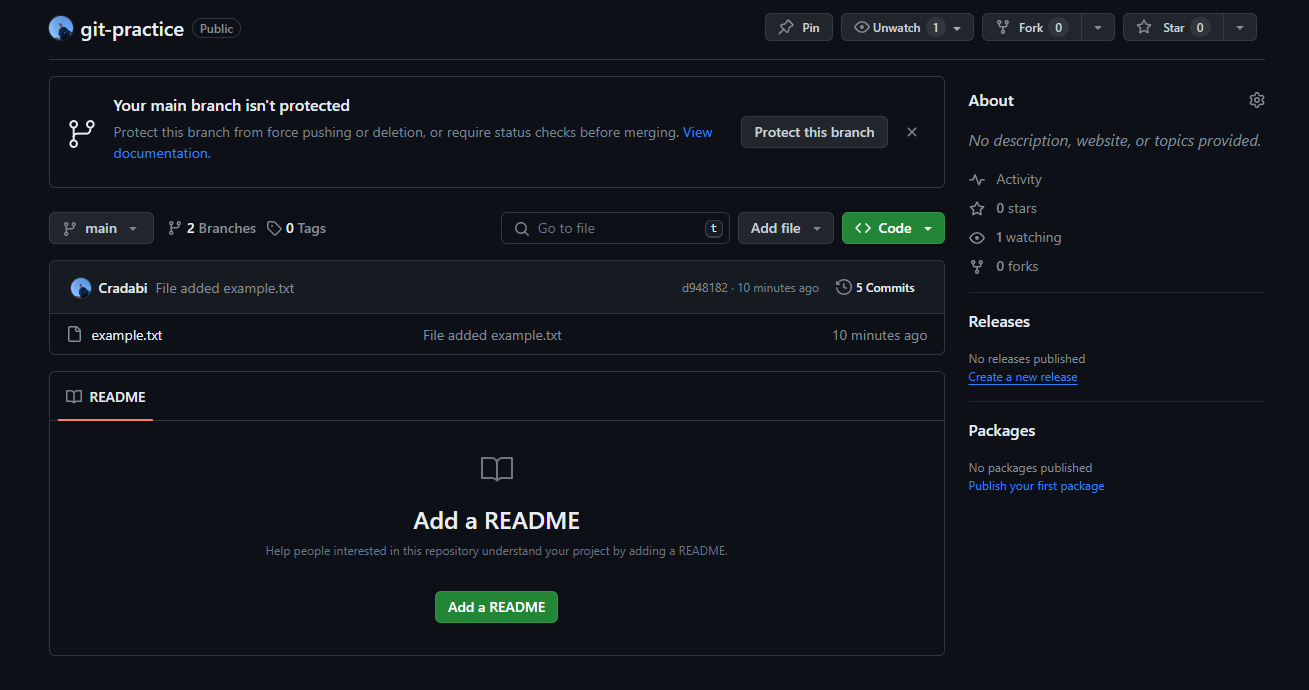 git-practice Public Pin Unwatch 1 Fork 0 Star 0
Your main branch isn't protected
Protect this branch from force pushing or deletion, or require status checks before merging. View
documentation.
Protect this branch
main 2 Branches 0 Tags Go to file t Add file Code
Cradabi File added example.txt d948182 · 10 minutes ago 5 Commits
example.txt File added example.txt 10 minutes ago
README
Add a README
Help people interested in this repository understand your project by adding a README.
Add a README
About
No description, website, or topics provided.
Activity
0 stars
1 watching
0 forks
Releases
No releases published
Create a new release
Packages
No packages published
Publish your first package